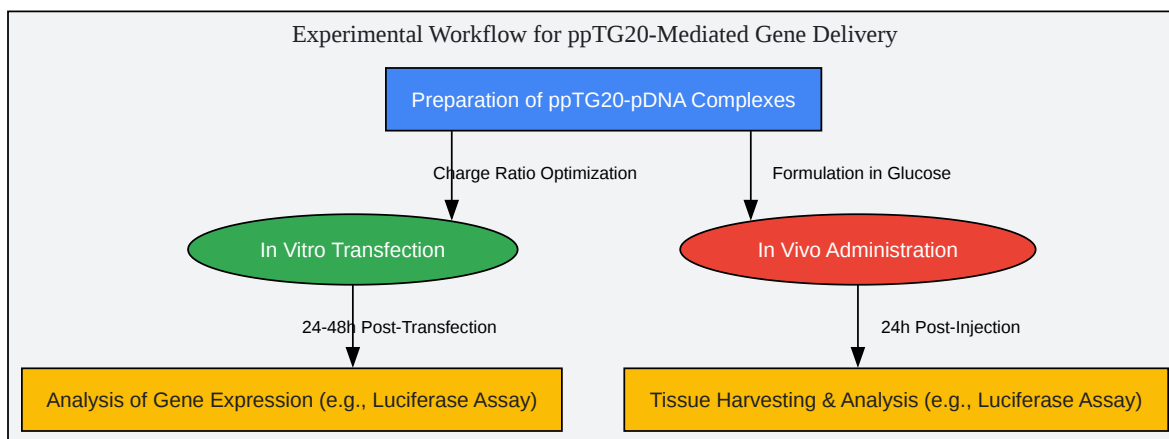 Experimental Workflow for ppTG20-Mediated Gene Delivery
Preparation of ppTG20-pDNA Complexes
Charge Ratio Optimization
Formulation in Glucose
In Vitro Transfection
In Vivo Administration
24-48h Post-Transfection
24h Post-Injection
Analysis of Gene Expression (e.g., Luciferase Assay)
Tissue Harvesting & Analysis (e.g., Luciferase Assay)